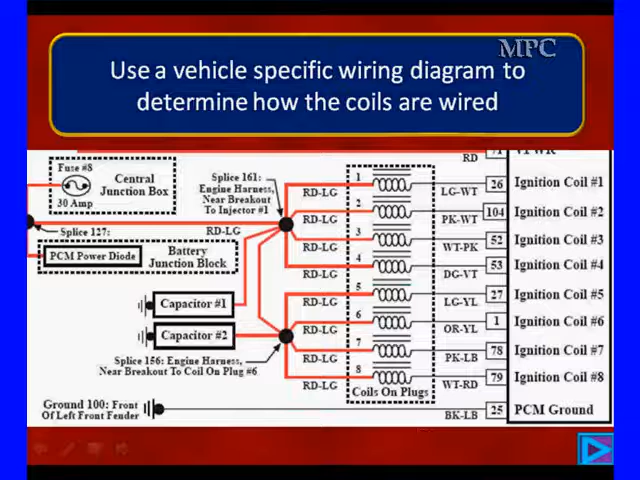 MPC
Use a vehicle specific wiring diagram to
determine how the coils are wired
Fuse #8
30 Amp
Central
Junction Box
Splice 161:
Engine Harness,
Near Breakout
To Injector #1
Splice 127:
RD-LG
PCM Power Diode
Battery
Junction Block
Capacitor #1
Capacitor #2
Splice 156: Engine Harness,
Near Breakout To Coil On Plug #6
Ground 100: Front
Of Left Front Fender
RD 71
1 RD-LG LG-WT 26 Ignition Coil #1
2 RD-LG PK-WT 104 Ignition Coil #2
3 RD-LG WT-PK 52 Ignition Coil #3
4 RD-LG DG-VT 53 Ignition Coil #4
5 RD-LG LG-YL 27 Ignition Coil #5
6 RD-LG OR-YL 1 Ignition Coil #6
7 RD-LG PK-LB 78 Ignition Coil #7
8 RD-LG WT-RD 79 Ignition Coil #8
Coils On Plugs
BK-LB 25 PCM Ground